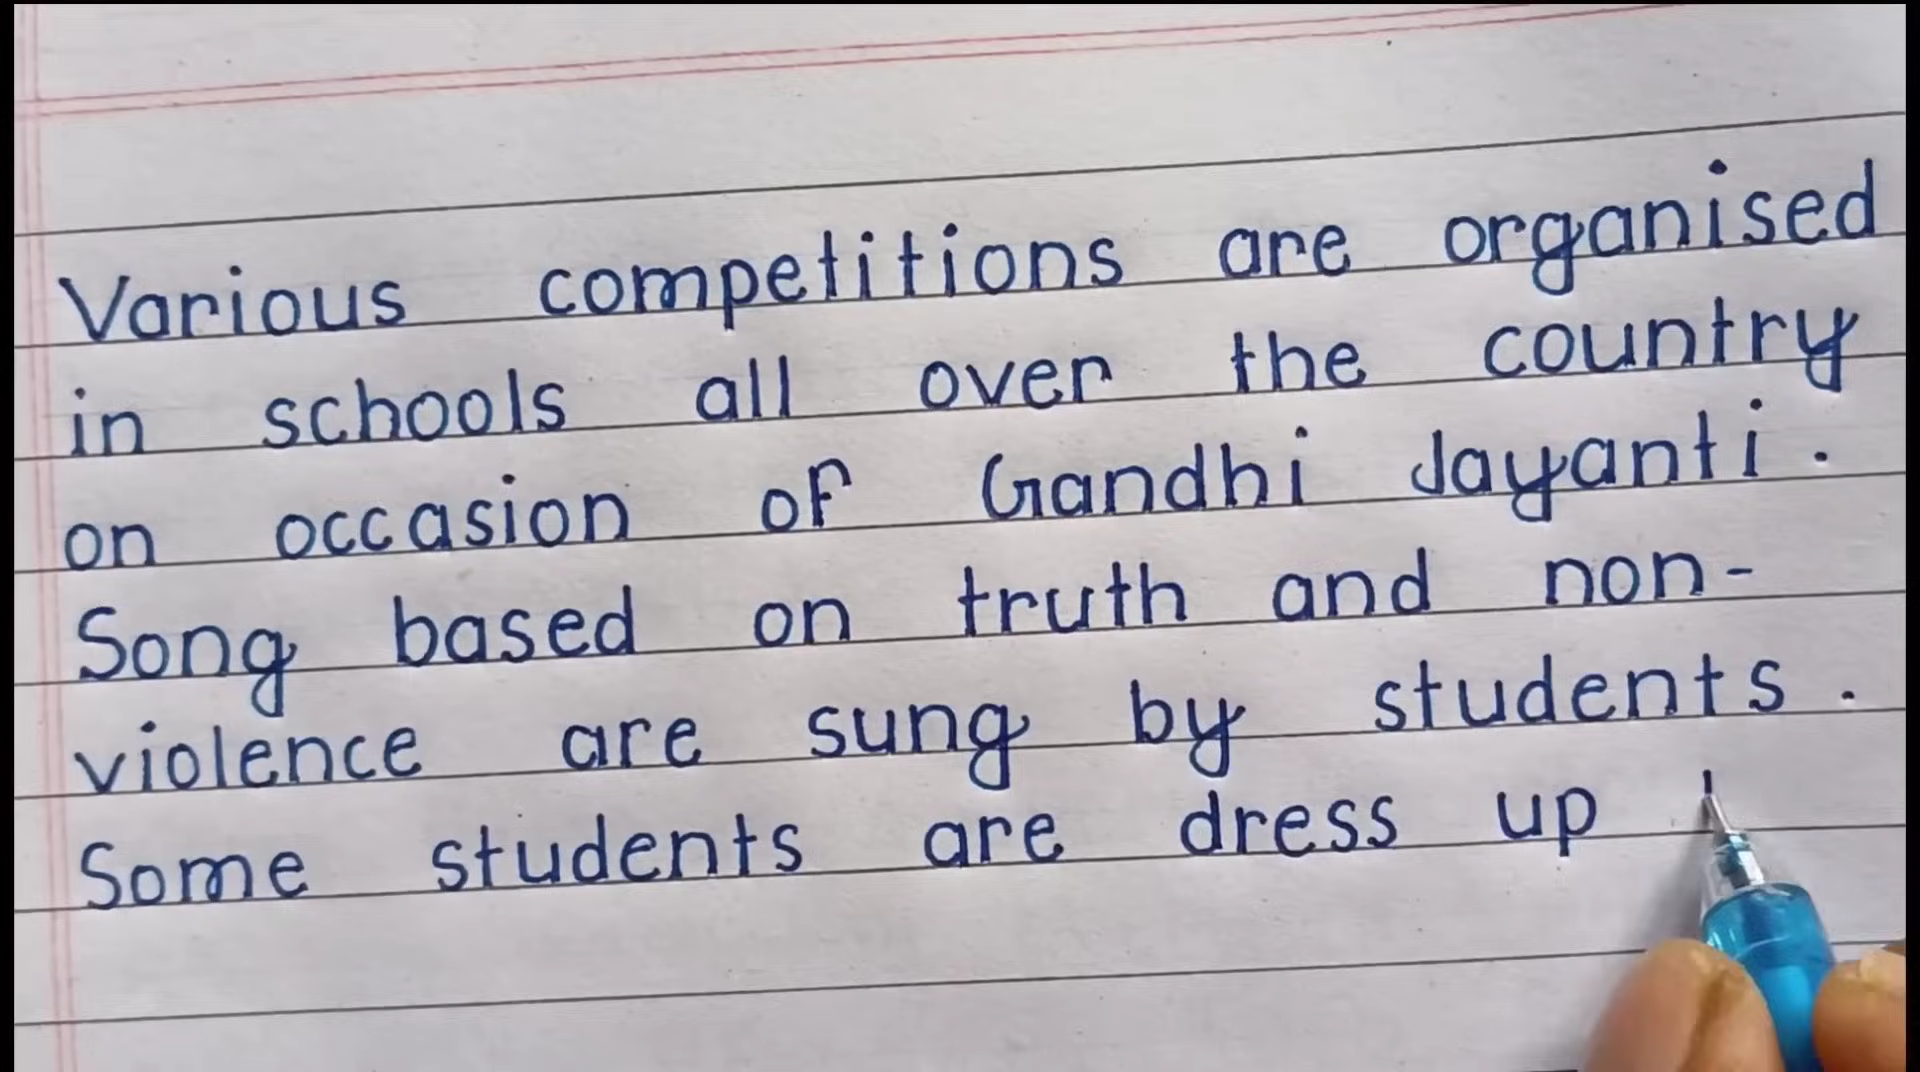 Various competitions are organised
in schools all over the country
on occasion of Gandhi Jayanti.
Song based on truth and non-
violence are sung by students.
Some students are dress up